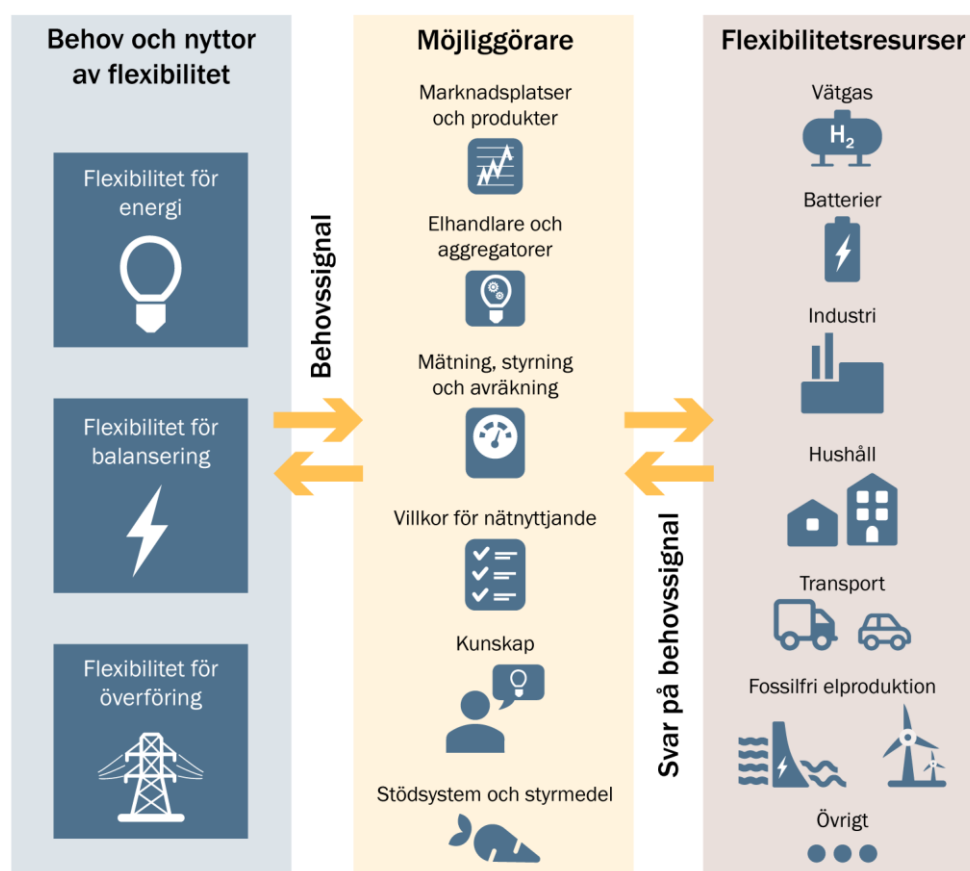 Behov och nyttor
av flexibilitet
Flexibilitet för
energi
Flexibilitet för
balansering
Flexibilitet för
överföring
Behovssignal
Möjliggörare
Marknadsplatser
och produkter
Elhandlare och
aggregatorer
Mätning, styrning
och avräkning
Villkor för nätnyttjande
Kunskap
Stödsystem och styrmedel
Svar på behovssignal
Flexibilitetsresurser
Vätgas
H₂
Batterier
Industri
Hushåll
Transport
Fossilfri elproduktion
Övrigt